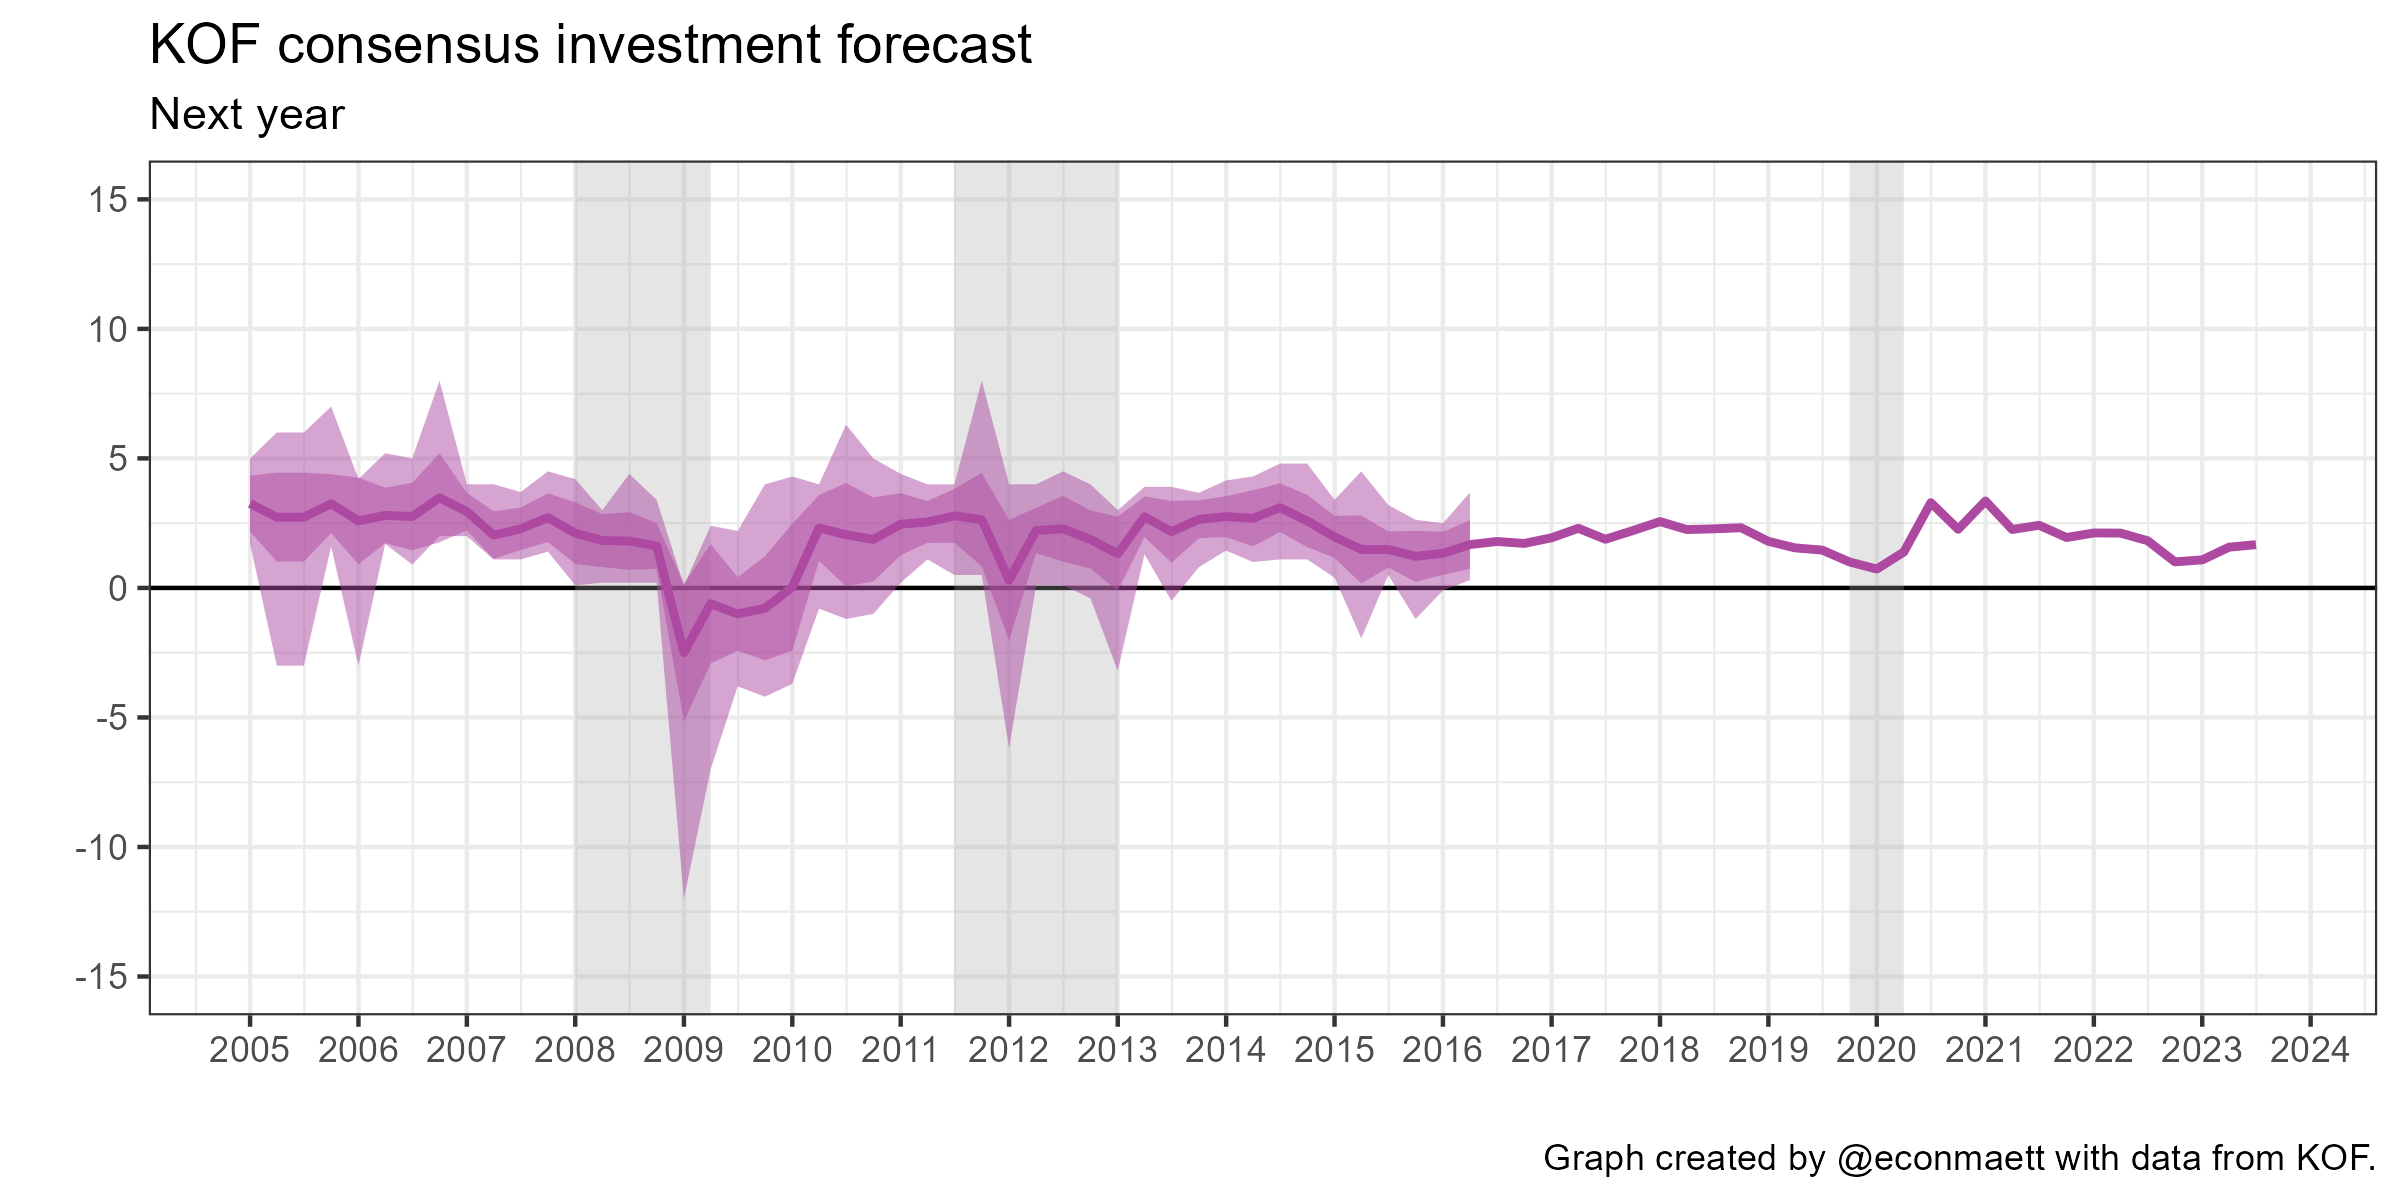 KOF consensus investment forecast
Next year
15
10
5
0
-5
-10
-15
2005 2006 2007 2008 2009 2010 2011 2012 2013 2014 2015 2016 2017 2018 2019 2020 2021 2022 2023 2024
Graph created by @econmaett with data from KOF.